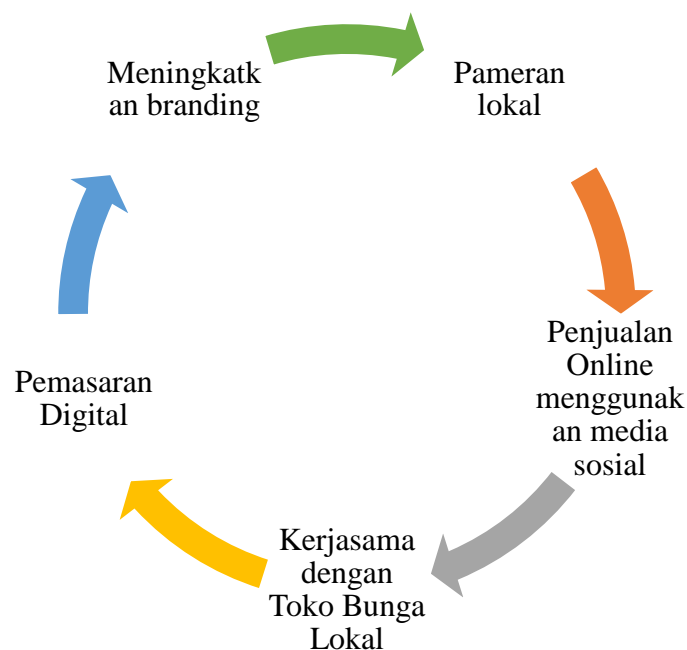 Meningkatk
an branding
Pameran
lokal
Penjualan
Online
menggunak
an media
sosial
Kerjasama
dengan
Toko Bunga
Lokal
Pemasaran
Digital